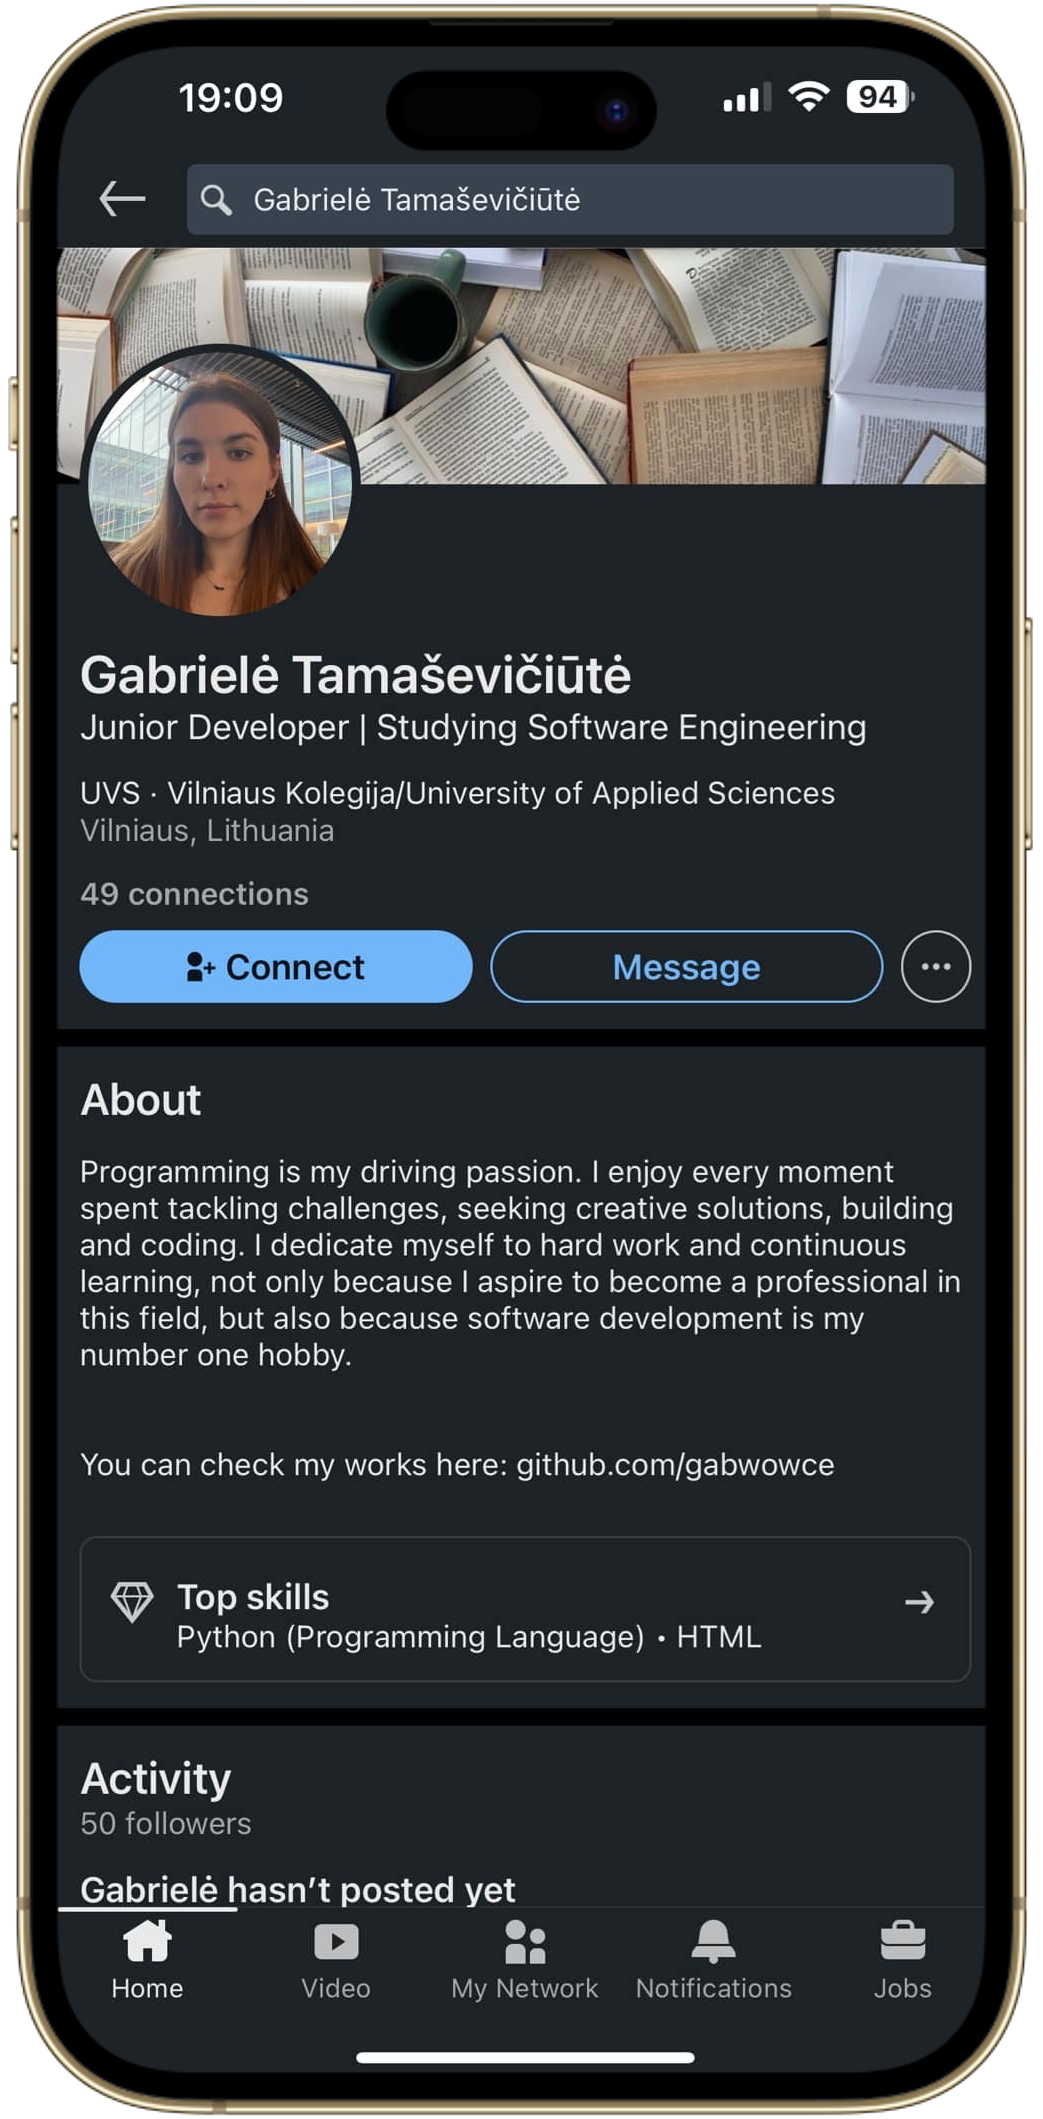 19:09
94
Gabrielė Tamaševičiūtė
Gabrielė Tamaševičiūtė
Junior Developer | Studying Software Engineering
UVS · Vilniaus Kolegija/University of Applied Sciences
Vilniaus, Lithuania
49 connections
Connect
Message
About
Programming is my driving passion. I enjoy every moment
spent tackling challenges, seeking creative solutions, building
and coding. I dedicate myself to hard work and continuous
learning, not only because I aspire to become a professional in
this field, but also because software development is my
number one hobby.
You can check my works here: github.com/gabwowce
Top skills
Python (Programming Language) • HTML
Activity
50 followers
Gabrielė hasn’t posted yet
Home
Video
My Network
Notifications
Jobs